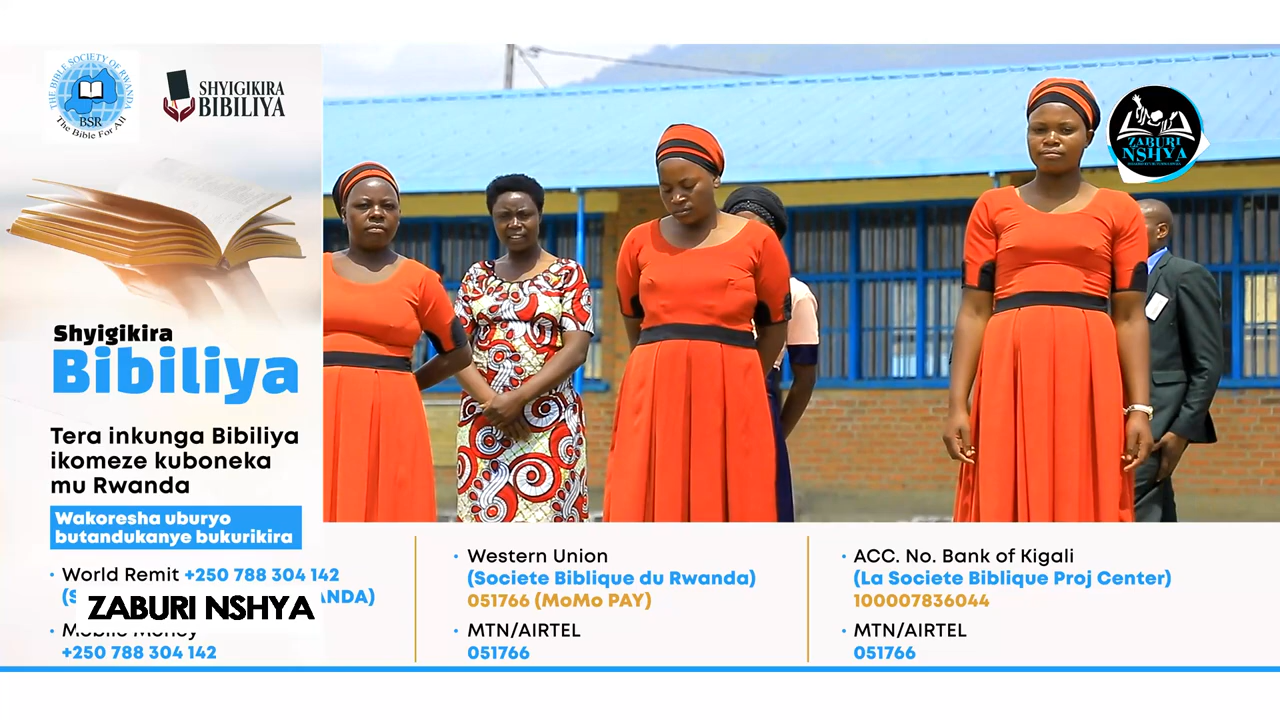 THE BIBLE SOCIETY OF RWANDA
BSR
The Bible For All
SHYIGIKIRA
BIBILIYA
ZABURI
NSHYA
Shyigikira
Bibiliya
Tera inkunga Bibiliya
ikomeze kuboneka
mu Rwanda
Wakoresha uburyo
butandukanye bukurikira
• World Remit +250 788 304 142
ZABURI NSHYA
• Mobile Money
+250 788 304 142
• Western Union
(Societe Biblique du Rwanda)
051766 (MoMo PAY)
• MTN/AIRTEL
051766
• ACC. No. Bank of Kigali
(La Societe Biblique Proj Center)
100007836044
• MTN/AIRTEL
051766